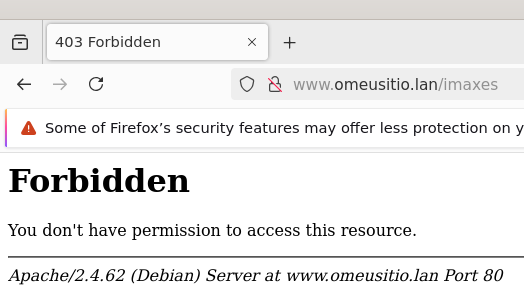 403 Forbidden
www.omeusitio.lan/imaxes
Some of Firefox’s security features may offer less protection on y
Forbidden
You don't have permission to access this resource.
Apache/2.4.62 (Debian) Server at www.omeusitio.lan Port 80